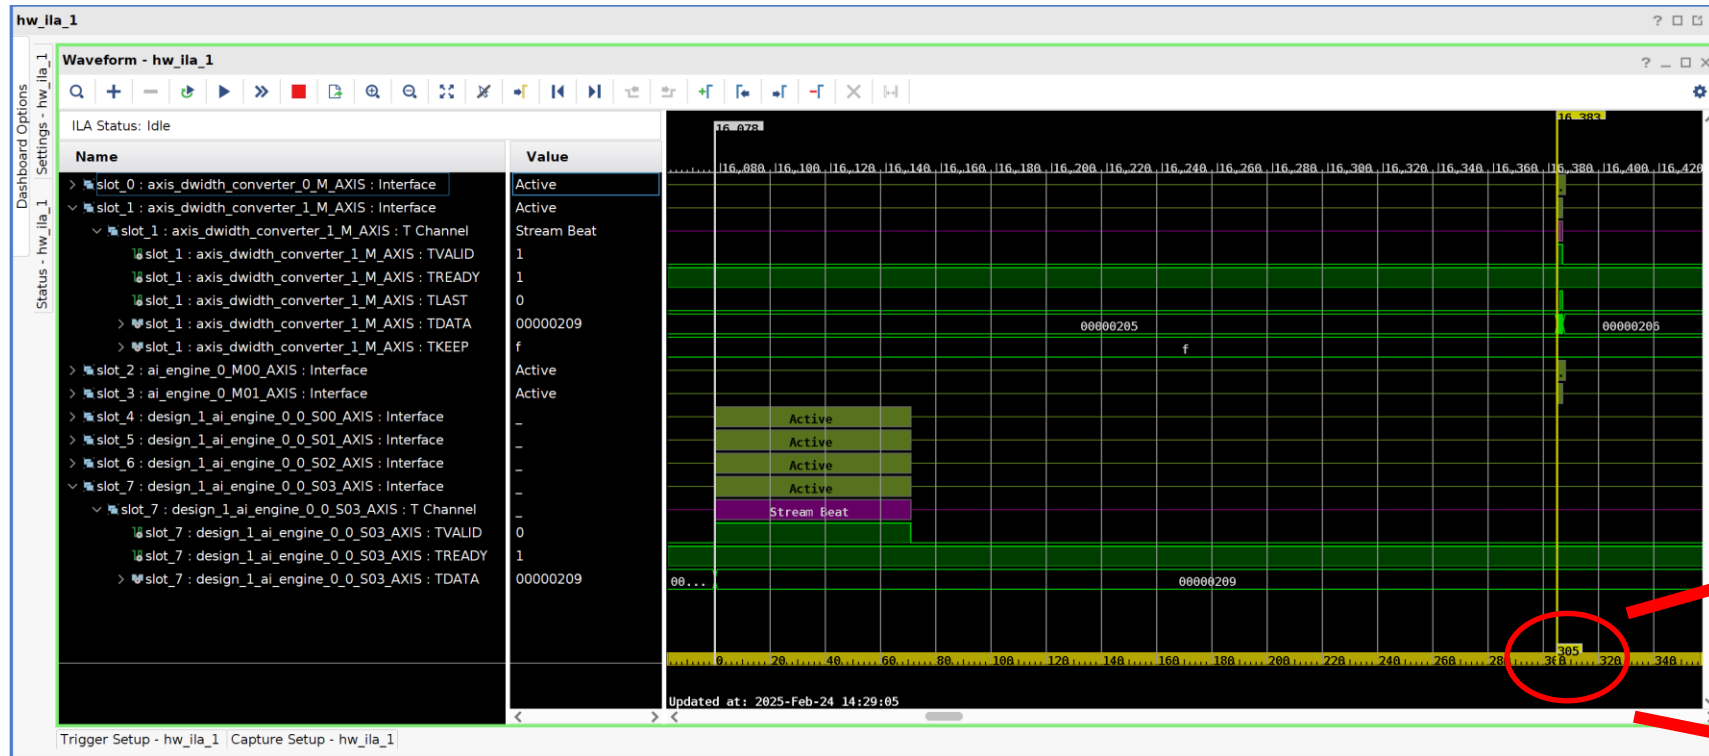 hw_ila_1
Dashboard Options
Settings - hw_ila_1
Status - hw_ila_1
Waveform - hw_ila_1
ILA Status: Idle
Name Value
slot_0 : axis_dwidth_converter_0_M_AXIS : Interface Active
slot_1 : axis_dwidth_converter_1_M_AXIS : Interface Active
slot_1 : axis_dwidth_converter_1_M_AXIS : T Channel Stream Beat
slot_1 : axis_dwidth_converter_1_M_AXIS : TVALID 1
slot_1 : axis_dwidth_converter_1_M_AXIS : TREADY 1
slot_1 : axis_dwidth_converter_1_M_AXIS : TLAST 0
slot_1 : axis_dwidth_converter_1_M_AXIS : TDATA 00000209
slot_1 : axis_dwidth_converter_1_M_AXIS : TKEEP f
slot_2 : ai_engine_0_M00_AXIS : Interface Active
slot_3 : ai_engine_0_M01_AXIS : Interface Active
slot_4 : design_1_ai_engine_0_0_S00_AXIS : Interface _
slot_5 : design_1_ai_engine_0_0_S01_AXIS : Interface _
slot_6 : design_1_ai_engine_0_0_S02_AXIS : Interface _
slot_7 : design_1_ai_engine_0_0_S03_AXIS : Interface _
slot_7 : design_1_ai_engine_0_0_S03_AXIS : T Channel _
slot_7 : design_1_ai_engine_0_0_S03_AXIS : TVALID 0
slot_7 : design_1_ai_engine_0_0_S03_AXIS : TREADY 1
slot_7 : design_1_ai_engine_0_0_S03_AXIS : TDATA 00000209
16,078 16,383
16,080 16,100 16,120 16,140 16,160 16,180 16,200 16,220 16,240 16,260 16,280 16,300 16,320 16,340 16,360 16,380 16,400 16,420
00000205 00000206
f
Active
Active
Active
Active
Stream Beat
00... 00000209
305
0 20 40 60 80 100 120 140 160 180 200 220 240 260 28 300 320 340
Updated at: 2025-Feb-24 14:29:05
Trigger Setup - hw_ila_1 Capture Setup - hw_ila_1